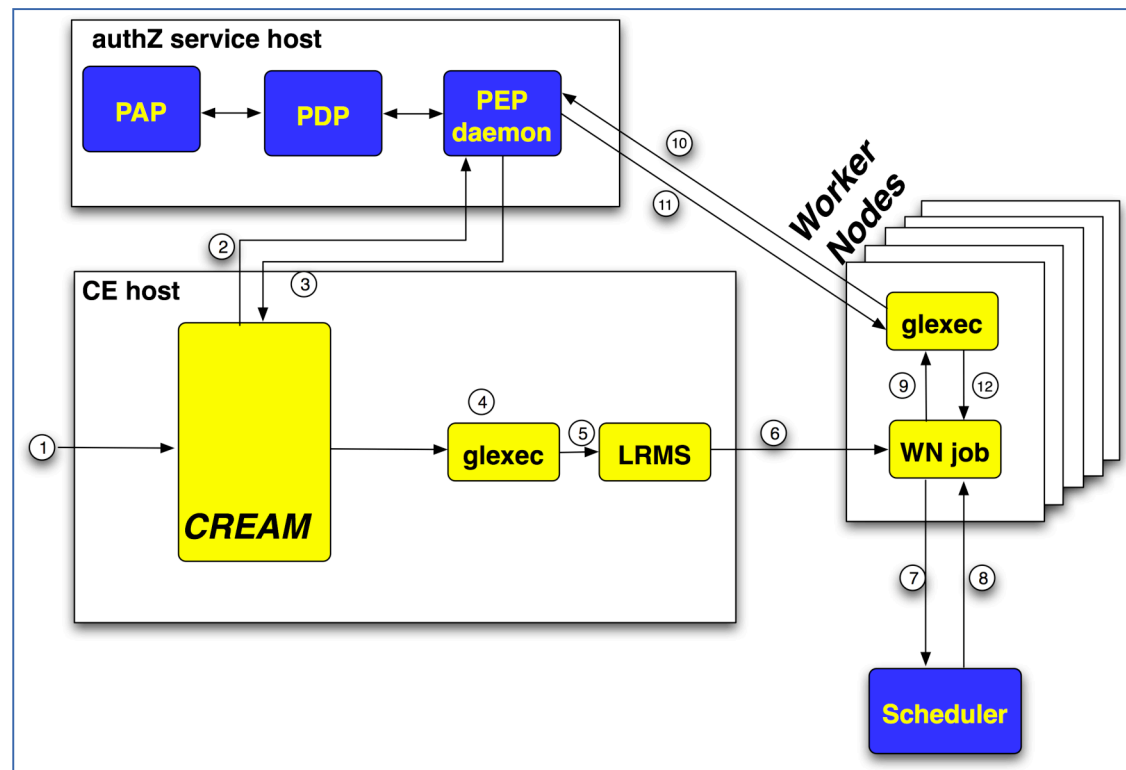 authZ service host
PAP
PDP
PEP
daemon
10
11
Worker
Nodes
2
3
CE host
glexec
4
9
12
1
5
6
glexec
LRMS
WN job
CREAM
7
8
Scheduler